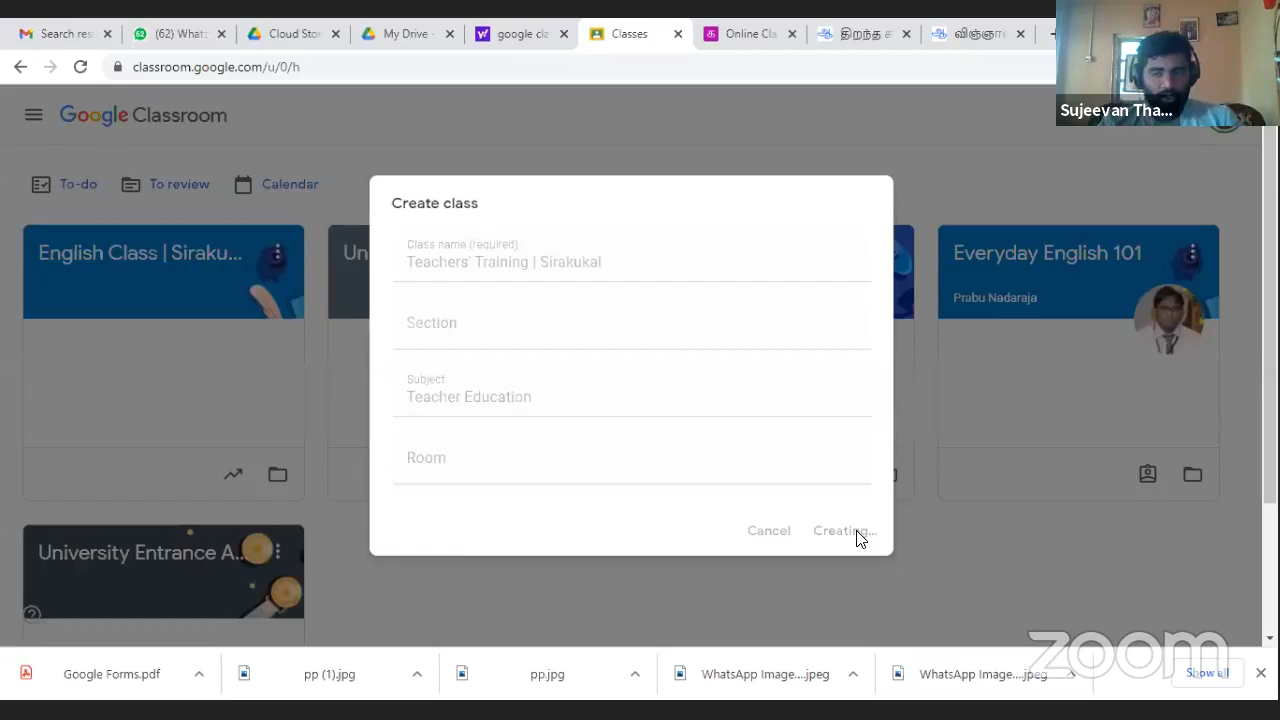 Search res
(62) What:
Cloud Stor
My Drive -
google cla
Classes
Online Cla
இறந்த க
விஞ்ஞா
classroom.google.com/u/0/h
Sujeevan Tha...
Google Classroom
To-do
To review
Calendar
English Class | Siraku...
Un
Everyday English 101
Prabu Nadaraja
Create class
Class name (required)
Teachers' Training | Sirakukal
Section
Subject
Teacher Education
Room
Cancel
Creating...
University Entrance A...
zoom
Google Forms.pdf
pp (1).jpg
pp.jpg
WhatsApp Image....jpeg
WhatsApp Image....jpeg
Show all